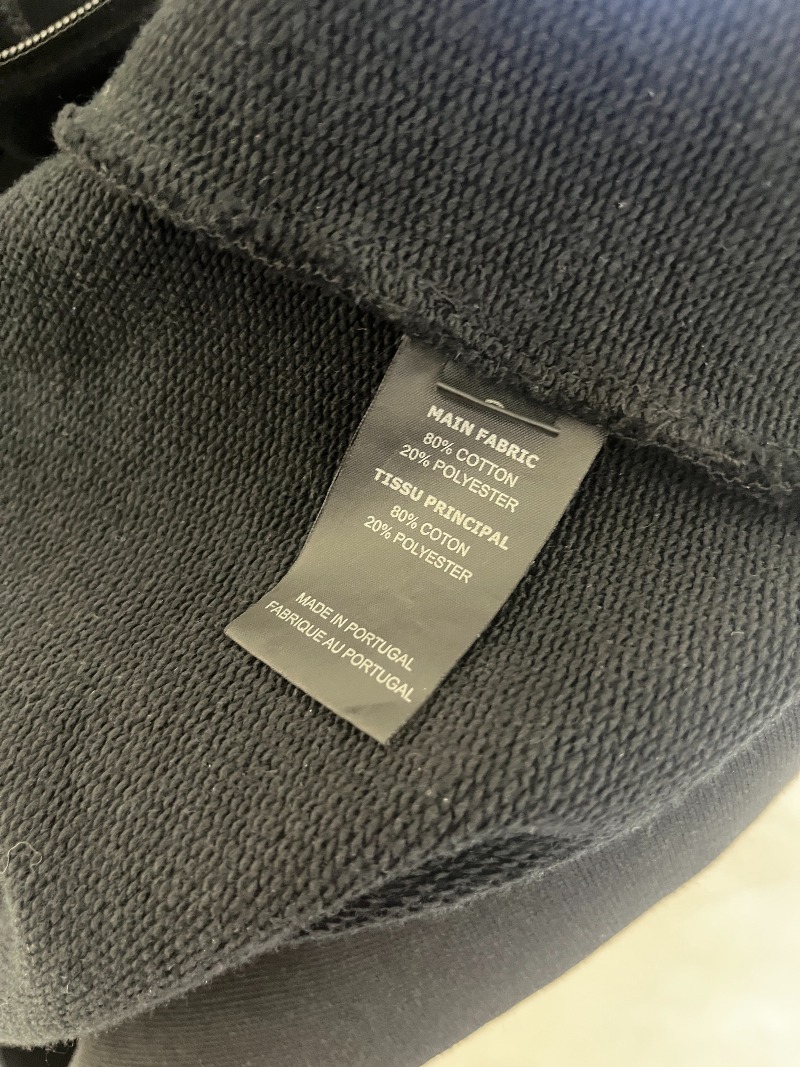 MAIN FABRIC
80% COTTON
20% POLYESTER
TISSU PRINCIPAL
80% COTON
20% POLYESTER
MADE IN PORTUGAL
FABRIQUE AU PORTUGAL